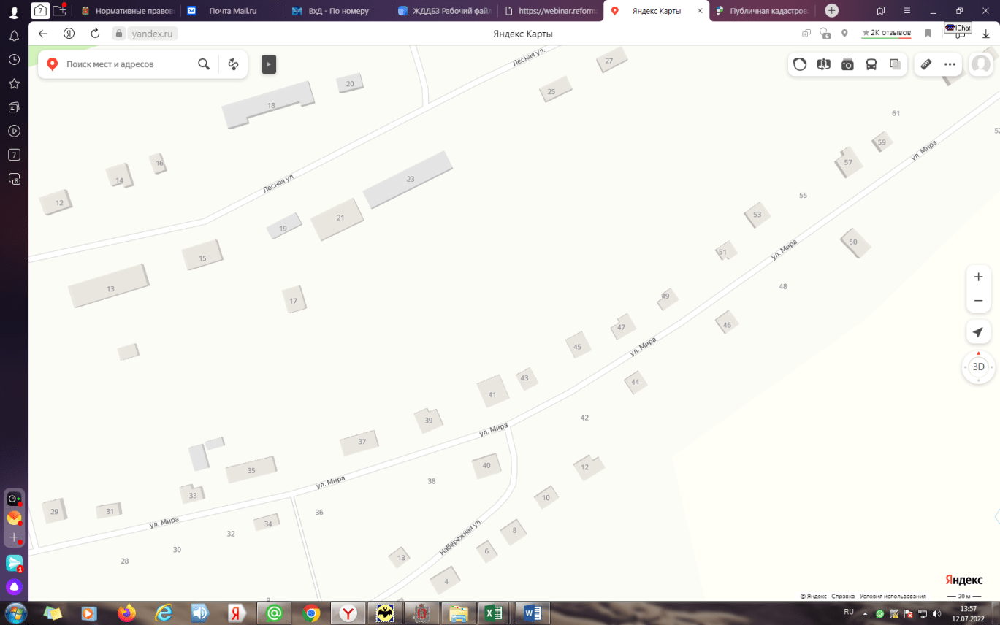 7
Нормативные правов
Почта Mail.ru
ВхД - По номеру
ЖДДБЗ Рабочий файл
https://webinar.reform
Яндекс Карты
Публичная кадастров
yandex.ru
Яндекс Карты
6
2К отзывов
IChat
Поиск мест и адресов
Лесная ул.
27
20
25
18
61
59
16
57
ул. Мира
14
23
Лесная ул.
12
55
53
21
19
50
ул. Мира
51
15
48
13
49
17
46
47
45
ул. Мира
43
44
41
42
39
ул. Мира
37
40
12
35
38
ул. Мира
33
10
29
31
36
34
ул. Мира
8
Набережная ул.
32
30
6
28
13
4
3D
7
1
Яндекс
© Яндекс Справка Условия использования
20 м
RU
13:57
12.07.2022